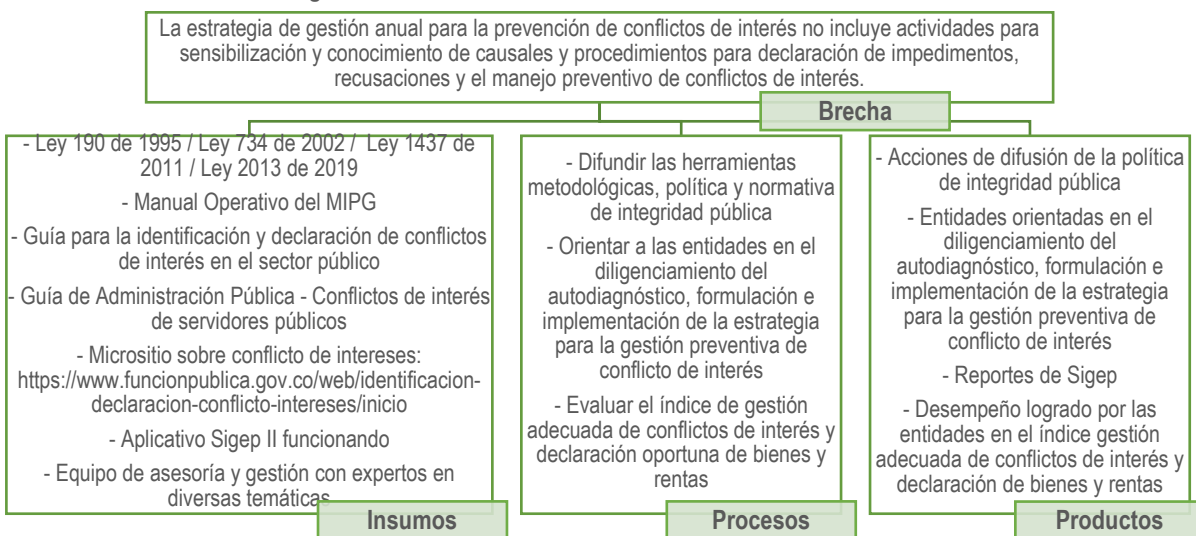 La estrategia de gestión anual para la prevención de conflictos de interés no incluye actividades para
sensibilización y conocimiento de causales y procedimientos para declaración de impedimentos,
recusaciones y el manejo preventivo de conflictos de interés.
Brecha
- Ley 190 de 1995 / Ley 734 de 2002 / Ley 1437 de
2011 / Ley 2013 de 2019
- Manual Operativo del MIPG
- Guía para la identificación y declaración de conflictos
de interés en el sector público
- Guía de Administración Pública - Conflictos de interés
de servidores públicos
- Micrositio sobre conflicto de intereses:
https://www.funcionpublica.gov.co/web/identificacion-
declaracion-conflicto-intereses/inicio
- Aplicativo Sigep II funcionando
- Equipo de asesoría y gestión con expertos en
diversas temáticas
Insumos
- Difundir las herramientas
metodológicas, política y normativa
de integridad pública
- Orientar a las entidades en el
diligenciamiento del
autodiagnóstico, formulación e
implementación de la estrategia
para la gestión preventiva de
conflicto de interés
- Evaluar el índice de gestión
adecuada de conflictos de interés y
declaración oportuna de bienes y
rentas
Procesos
- Acciones de difusión de la política
de integridad pública
- Entidades orientadas en el
diligenciamiento del
autodiagnóstico, formulación e
implementación de la estrategia
para la gestión preventiva de
conflicto de interés
- Reportes de Sigep
- Desempeño logrado por las
entidades en el índice gestión
adecuada de conflictos de interés y
declaración de bienes y rentas
Productos